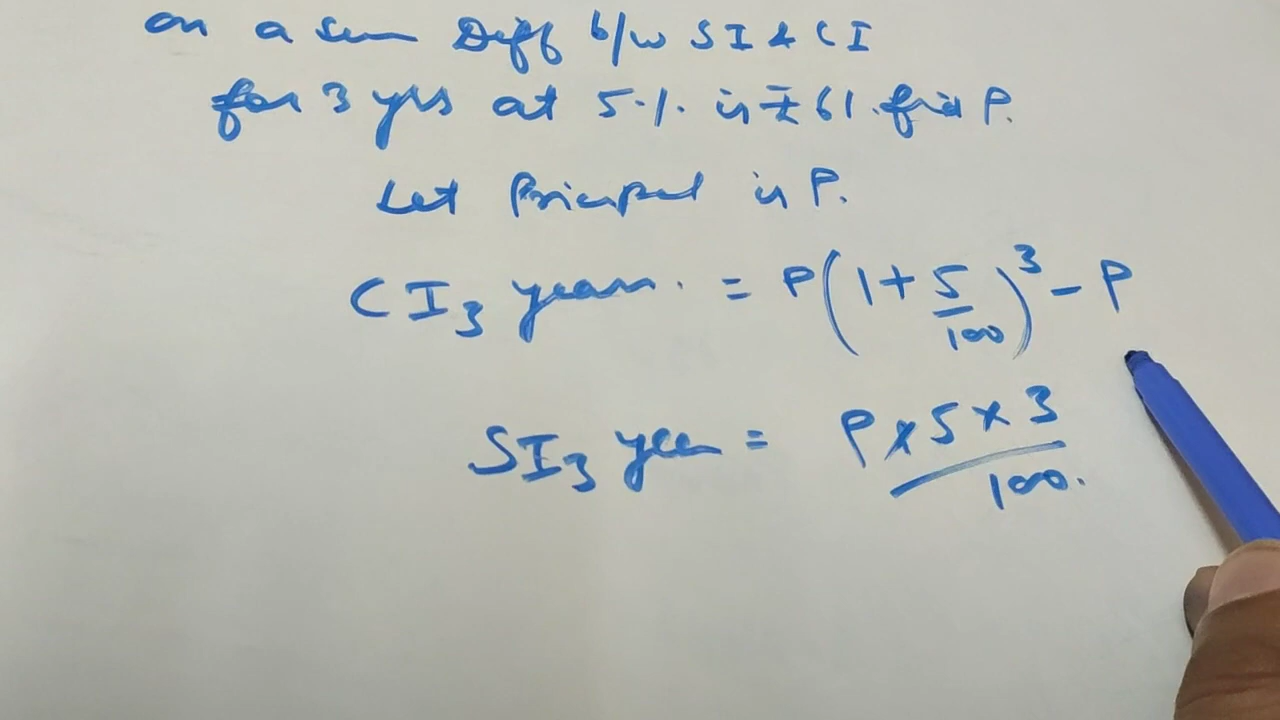 on a sum Diff b/w SI & CI
for 3 yrs at 5% is ₹ 61. find P.
Let Principal is P.
CI₃ years. = P(1+5/100)³-P
SI₃ year = P×5×3/100.